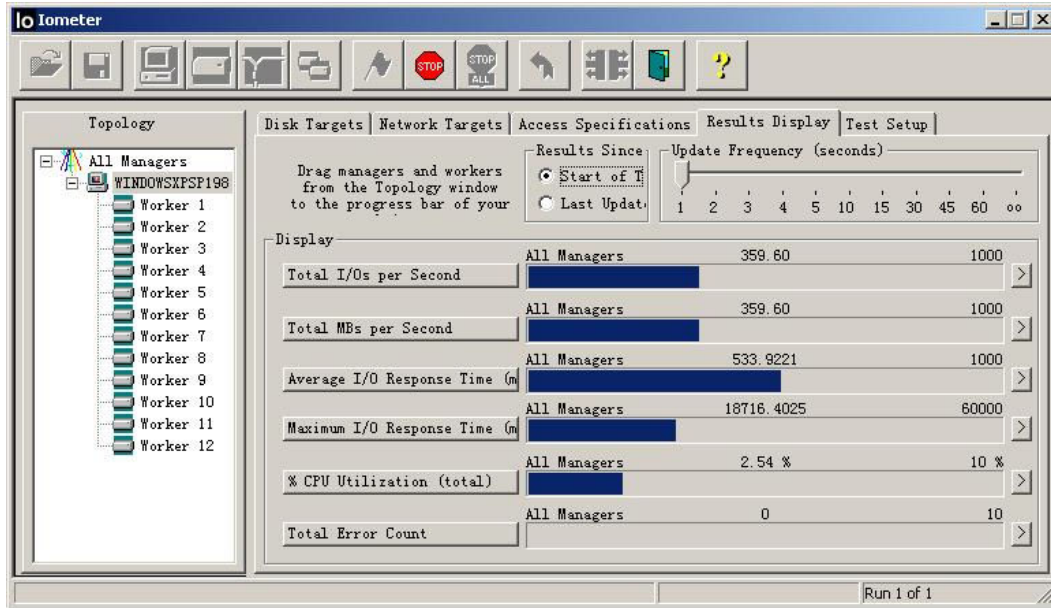 Iometer
STOP
STOP ALL
Topology
All Managers
WINDOWSXPSP198
Worker 1
Worker 2
Worker 3
Worker 4
Worker 5
Worker 6
Worker 7
Worker 8
Worker 9
Worker 10
Worker 11
Worker 12
Disk Targets Network Targets Access Specifications Results Display Test Setup
Drag managers and workers
from the Topology window
to the progress bar of your
Results Since
Start of T
Last Updat
Update Frequency (seconds)
1 2 3 4 5 10 15 30 45 60 oo
Display
All Managers 359.60 1000
Total I/Os per Second
All Managers 359.60 1000
Total MBs per Second
All Managers 533.9221 1000
Average I/O Response Time (m
All Managers 18716.4025 60000
Maximum I/O Response Time (m
All Managers 2.54 % 10 %
% CPU Utilization (total)
All Managers 0 10
Total Error Count
Run 1 of 1